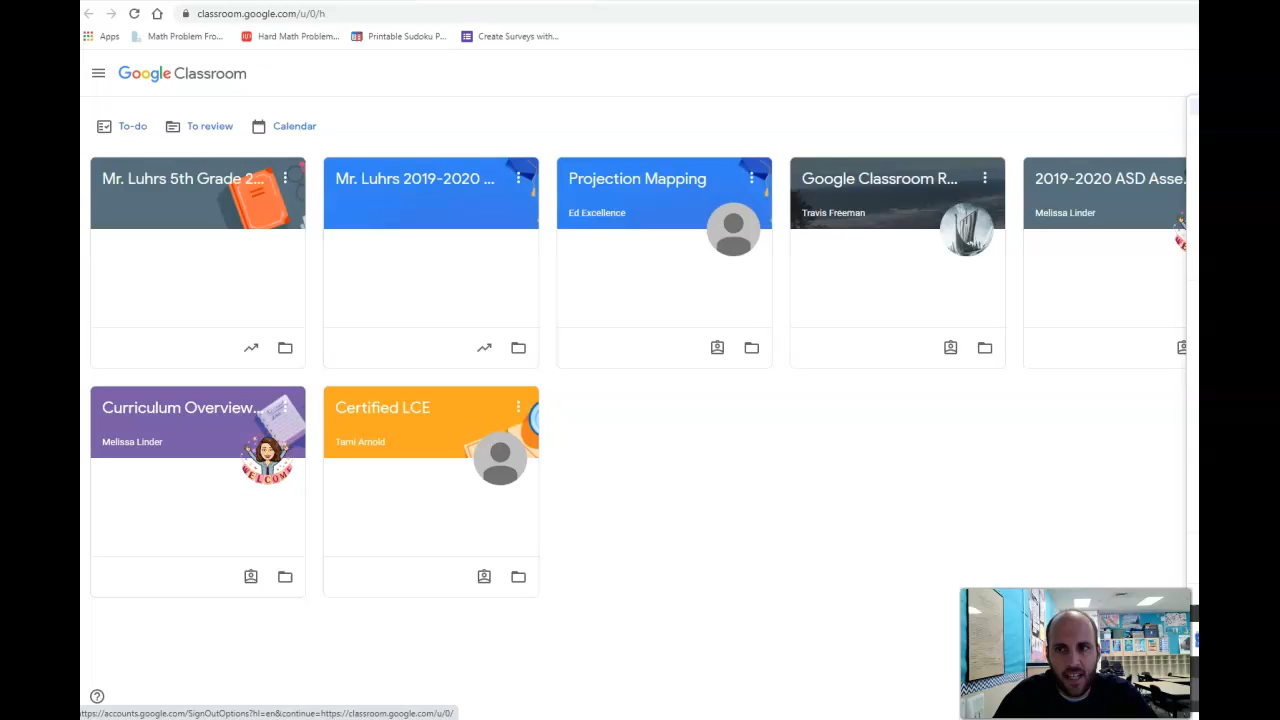 classroom.google.com/u/0/h
Apps Math Problem Fro... Hard Math Problem... Printable Sudoku P... Create Surveys with...
Google Classroom
To-do To review Calendar
Mr. Luhrs 5th Grade 2... Mr. Luhrs 2019-2020 ... Projection Mapping Google Classroom R... 2019-2020 ASD Asse.
Ed Excellence Travis Freeman Melissa Linder
Curriculum Overview... Certified LCE
Melissa Linder Tami Arnold
WELCOME
https://accounts.google.com/SignOutOptions?hl=en&continue=https://classroom.google.com/u/0/